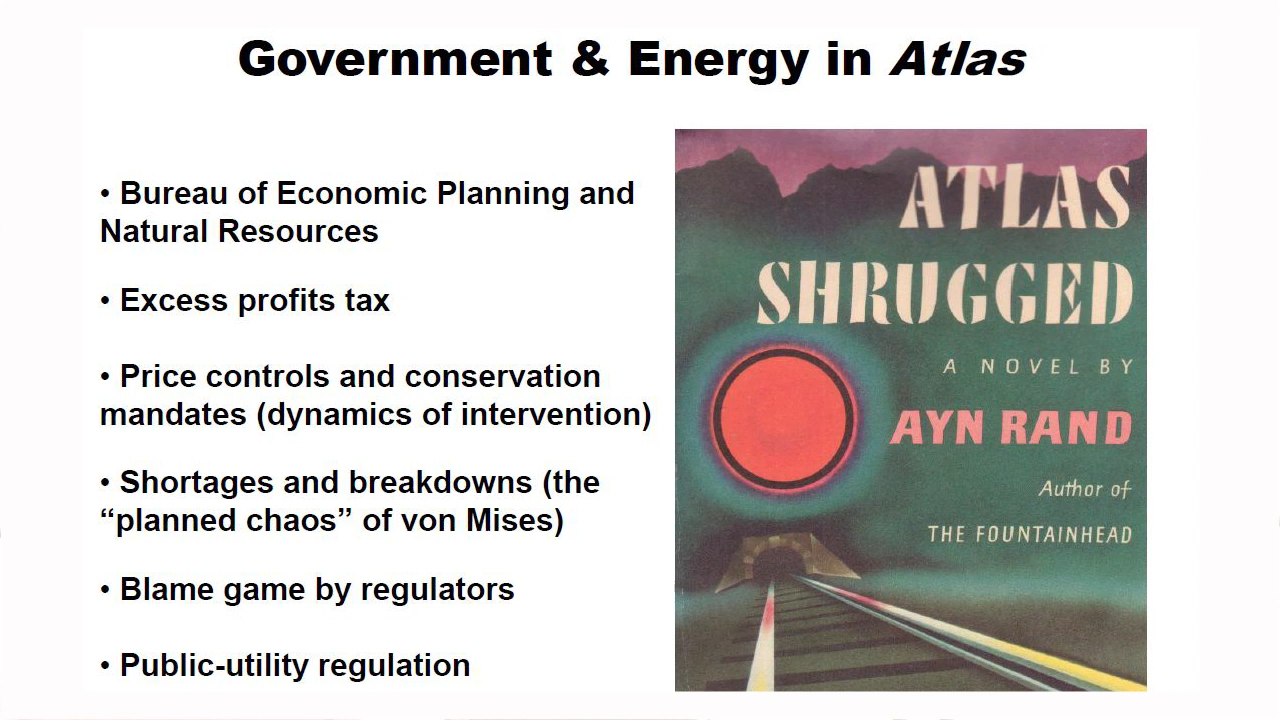 Government & Energy in Atlas
• Bureau of Economic Planning and
Natural Resources
• Excess profits tax
• Price controls and conservation
mandates (dynamics of intervention)
• Shortages and breakdowns (the
“planned chaos” of von Mises)
• Blame game by regulators
• Public-utility regulation
ATLAS
SHRUGGED
A NOVEL BY
AYN RAND
Author of
THE FOUNTAINHEAD